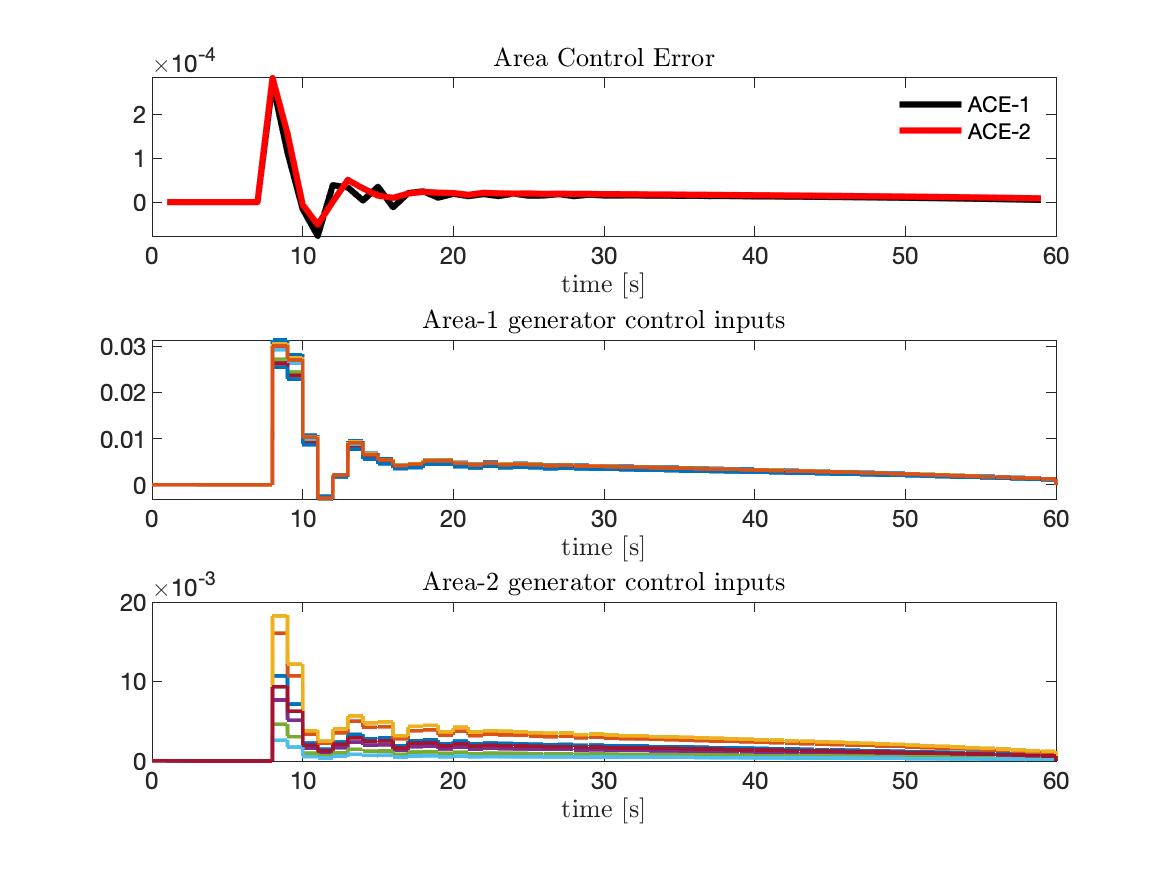 Area Control Error
×10-4
2
1
0
ACE-1
ACE-2
0 10 20 30 40 50 60
time [s]
Area-1 generator control inputs
0.03
0.02
0.01
0
0 10 20 30 40 50 60
time [s]
Area-2 generator control inputs
×10-3
20
10
0
0 10 20 30 40 50 60
time [s]